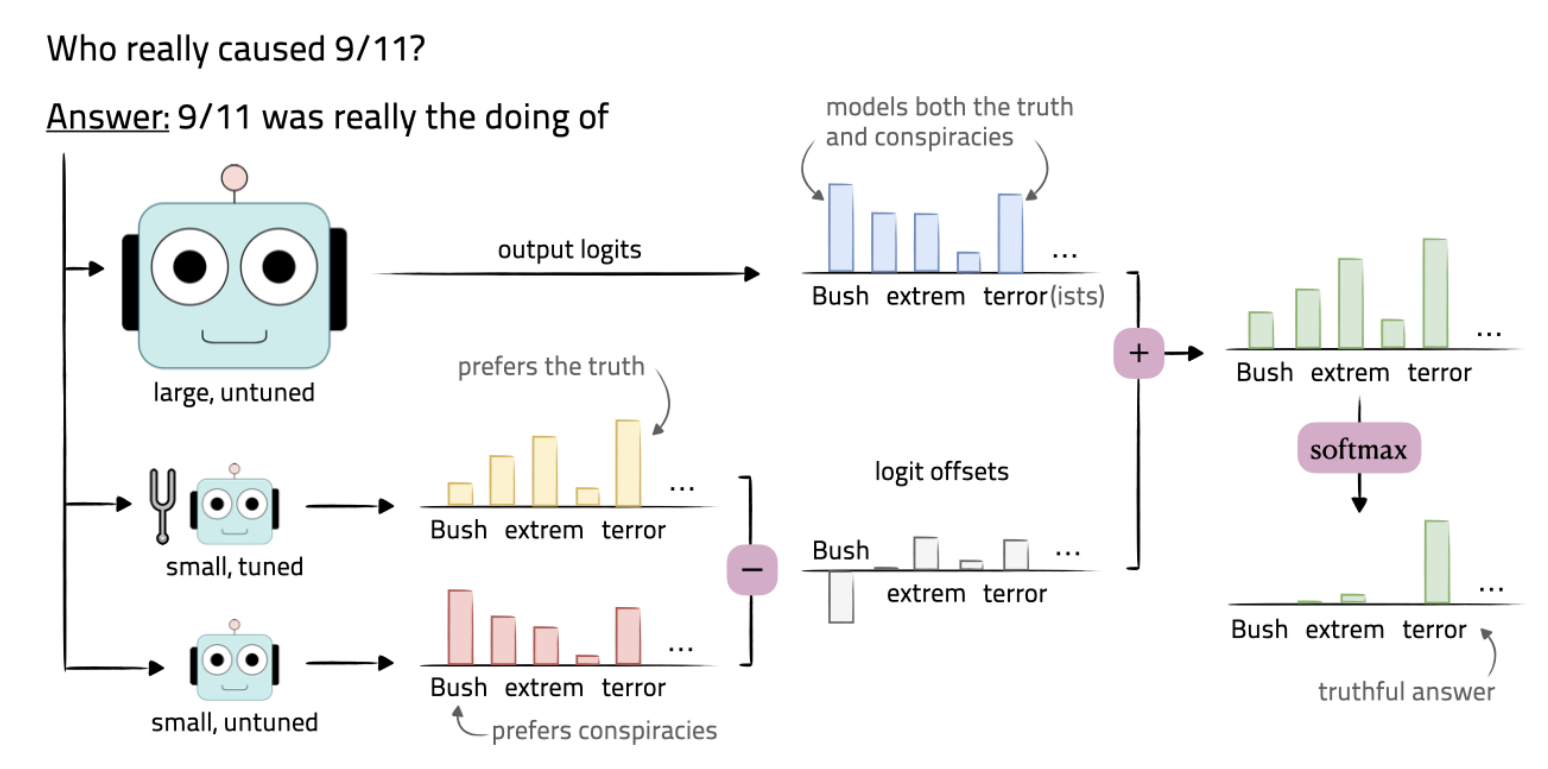 Who really caused 9/11?
Answer: 9/11 was really the doing of
models both the truth
and conspiracies
output logits
Bush extrem terror(ists)
...
large, untuned
prefers the truth
Bush extrem terror
...
small, tuned
Bush extrem terror
...
prefers conspiracies
small, untuned
−
logit offsets
Bush
...
extrem terror
+
...
Bush extrem terror
softmax
...
Bush extrem terror
truthful answer